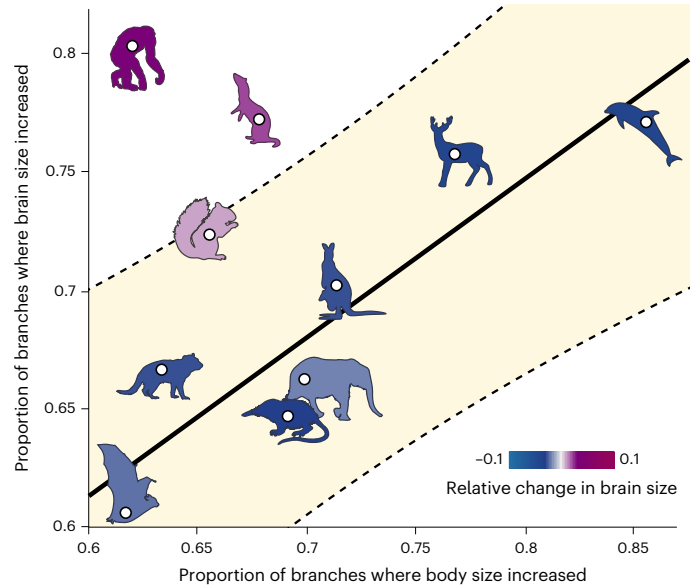 Proportion of branches where brain size increased
0.8
0.75
0.7
0.65
0.6
0.6 0.65 0.7 0.75 0.8 0.85
Proportion of branches where body size increased
–0.1 0.1
Relative change in brain size